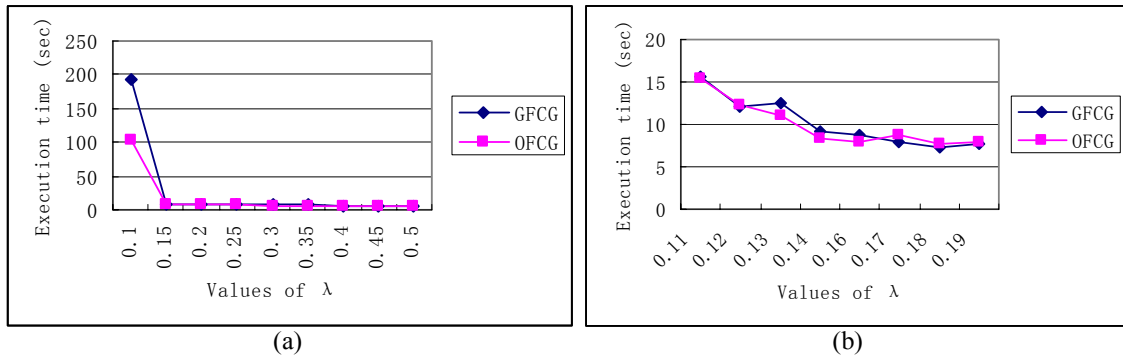 Execution time (sec)
250
200
150
100
50
0
0.1
0.15
0.2
0.25
0.3
0.35
0.4
0.45
0.5
Values of λ
GFCG
OFCG
(a)
Execution time (sec)
20
15
10
5
0
0.11
0.12
0.13
0.14
0.16
0.17
0.18
0.19
Values of λ
GFCG
OFCG
(b)